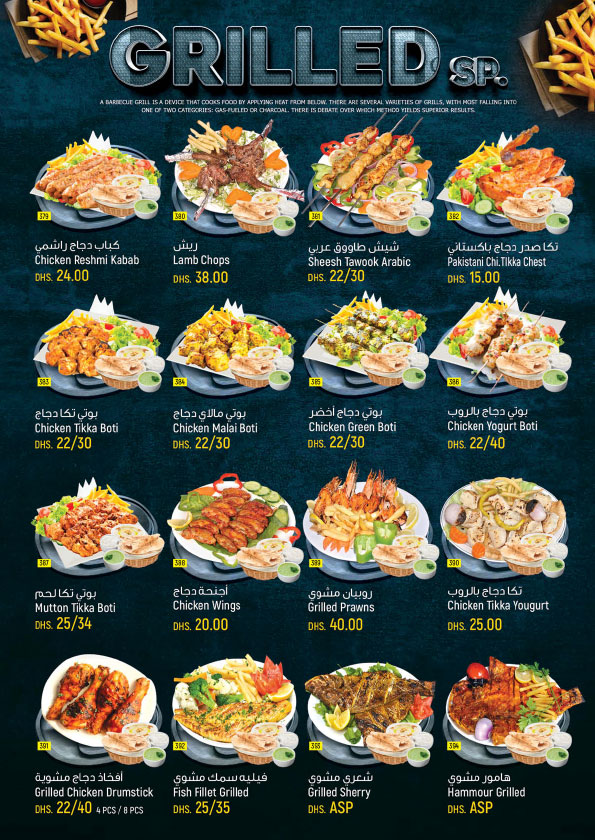 GRILLED SP.
A BARBECUE GRILL IS A DEVICE THAT COOKS FOOD BY APPLYING HEAT FROM BELOW. THERE ARE SEVERAL VARIETIES OF GRILLS, WITH MOST FALLING INTO
ONE OF TWO CATEGORIES: GAS-FUELED OR CHARCOAL. THERE IS DEBATE OVER WHICH METHOD YIELDS SUPERIOR RESULTS.
379
كباب دجاج راشمي
Chicken Reshmi Kabab
DHS. 24.00
380
ريش
Lamb Chops
DHS. 38.00
361
شيش طاووق عربي
Sheesh Tawook Arabic
DHS. 22/30
382
تكا صدر دجاج باكستاني
Pakistani Chi.TIkka Chest
DHS. 15.00
383
بوتي تكا دجاج
Chicken Tikka Boti
DHS. 22/30
384
بوتي مالاي دجاج
Chicken Malai Boti
DHS. 22/30
385
بوتي دجاج أخضر
Chicken Green Boti
DHS. 22/30
386
بوتي دجاج بالروب
Chicken Yogurt Boti
DHS. 22/40
387
بوتي تكا لحم
Mutton Tikka Boti
DHS. 25/34
388
أجنحة دجاج
Chicken Wings
DHS. 20.00
389
روبيان مشوي
Grilled Prawns
DHS. 40.00
390
تكا دجاج بالروب
Chicken Tikka Yougurt
DHS. 25.00
391
أفخاذ دجاج مشوية
Grilled Chicken Drumstick
DHS. 22/40 4 PCS / 8 PCS
392
فيليه سمك مشوي
Fish Fillet Grilled
DHS. 25/35
393
شعري مشوي
Grilled Sherry
DHS. ASP
394
هامور مشوي
Hammour Grilled
DHS. ASP